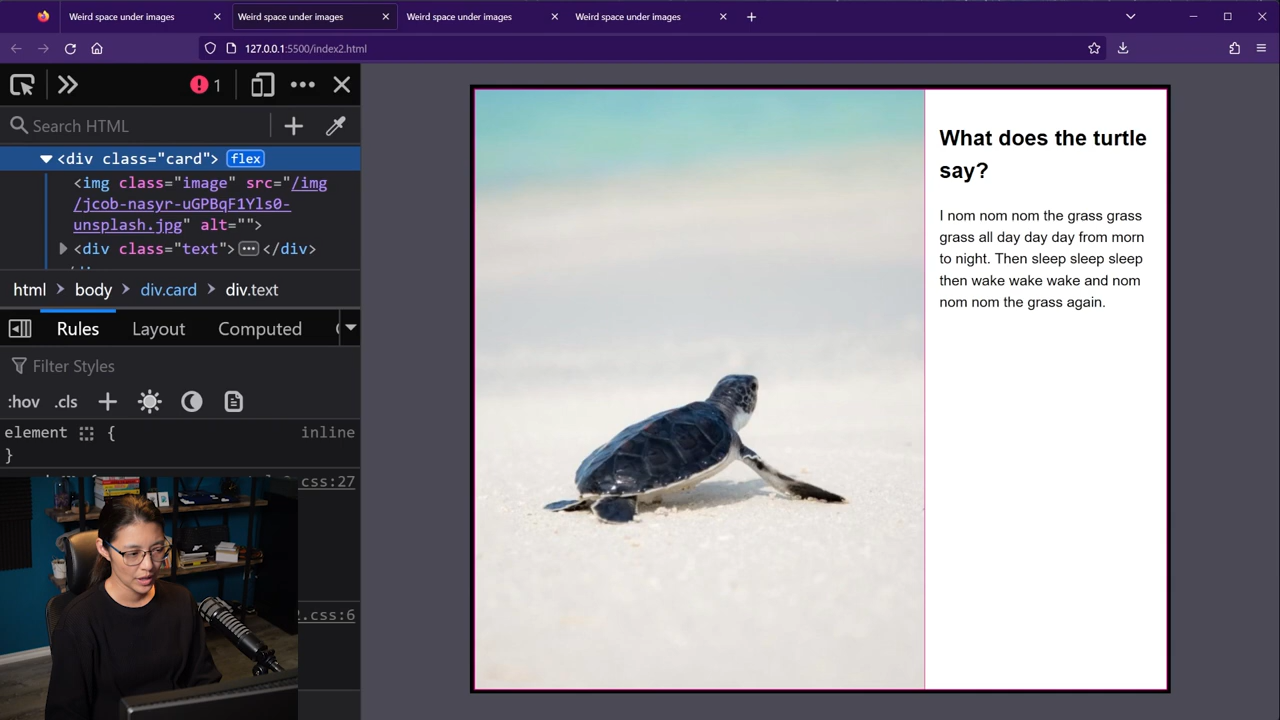 Weird space under images
Weird space under images
Weird space under images
Weird space under images
127.0.0.1:5500/index2.html
1
Search HTML
<div class="card"> flex
<img class="image" src="/img
/jcob-nasyr-uGPBqF1Yls0-
unsplash.jpg" alt="">
<div class="text"> </div>
html > body > div.card > div.text
Rules Layout Computed
Filter Styles
:hov .cls
element { inline
}
css:27
.css:6
What does the turtle
say?
I nom nom nom the grass grass
grass all day day day from morn
to night. Then sleep sleep sleep
then wake wake wake and nom
nom nom the grass again.